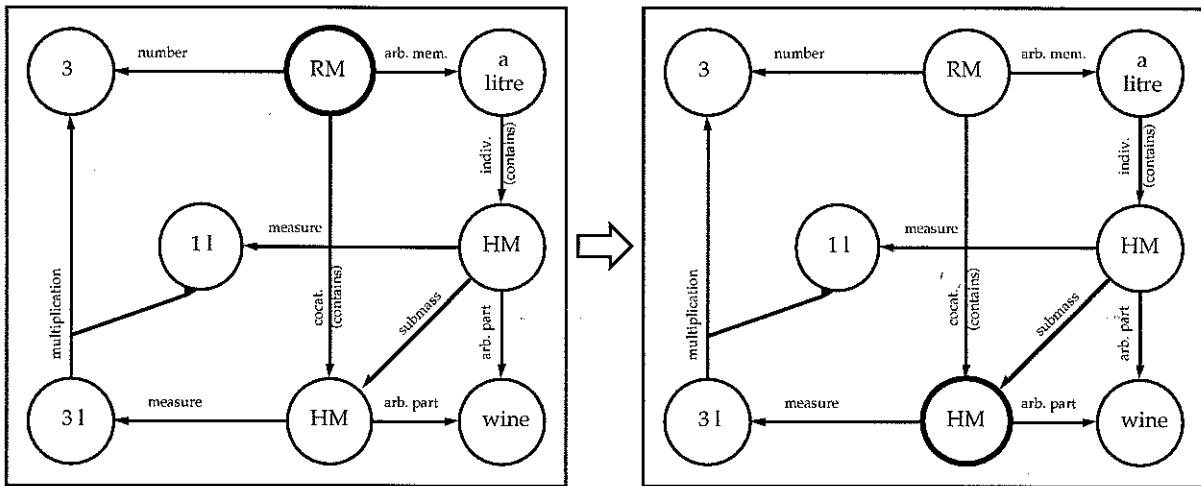 3
number
RM
arb. mem.
a
litre
indiv.
(contains)
1 l
measure
HM
multiplication
cocat.
(contains)
submass
arb. part
3 l
measure
HM
arb. part
wine
3
number
RM
arb. mem.
a
litre
indiv.
(contains)
1 l
measure
HM
multiplication
cocat.
(contains)
submass
arb. part
3 l
measure
HM
arb. part
wine